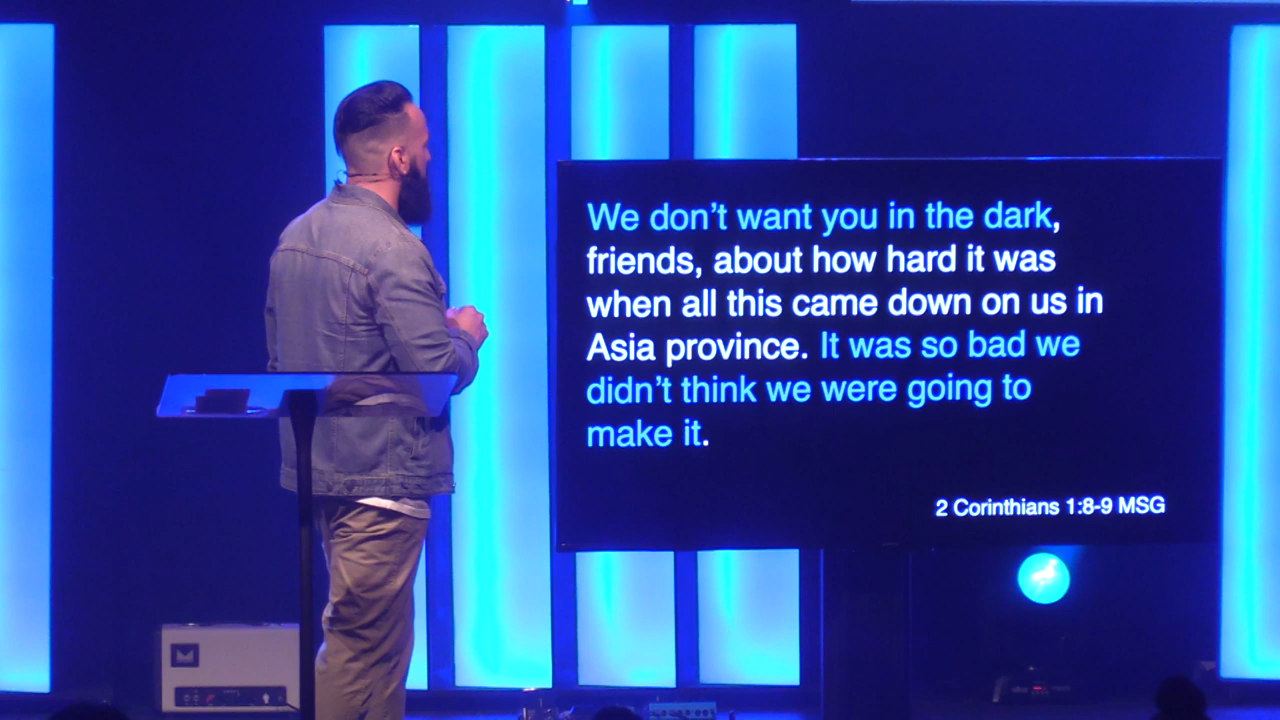 We don't want you in the dark,
friends, about how hard it was
when all this came down on us in
Asia province. It was so bad we
didn't think we were going to
make it.
2 Corinthians 1:8-9 MSG